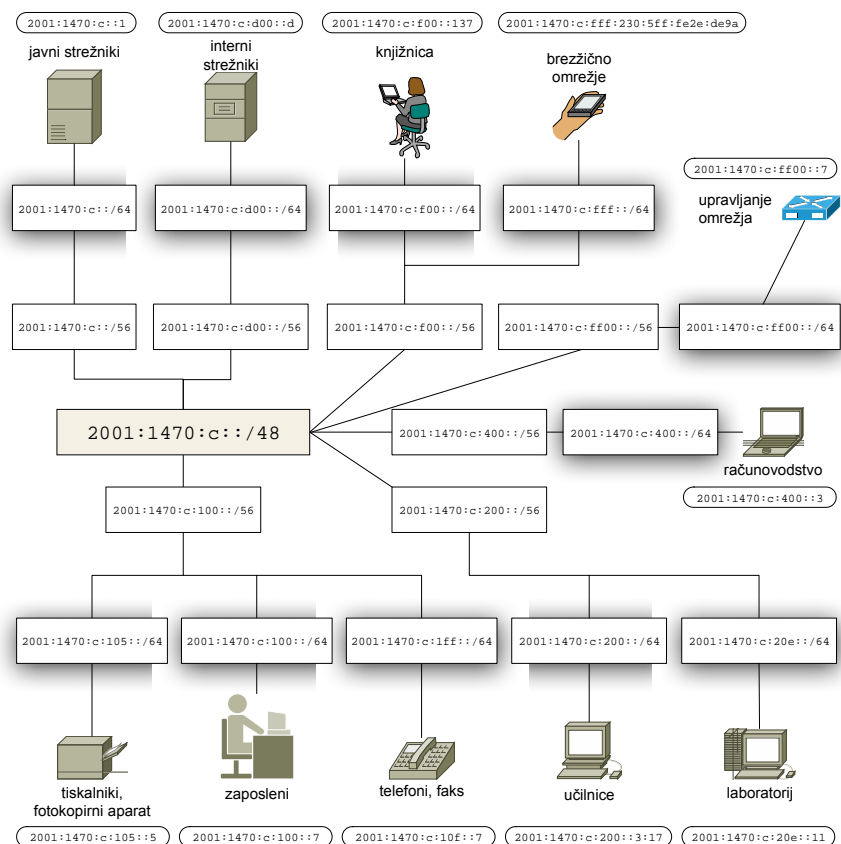 2001:1470:c::1
2001:1470:c:d00::d
2001:1470:c:f00::137
2001:1470:c:fff:230:5ff:fe2e:de9a
javni strežniki
interni
strežniki
knjižnica
brezžično
omrežje
2001:1470:c:ff00::7
upravljanje
omrežja
2001:1470:c::/64
2001:1470:c:d00::/64
2001:1470:c:f00::/64
2001:1470:c:fff::/64
2001:1470:c::/56
2001:1470:c:d00::/56
2001:1470:c:f00::/56
2001:1470:c:ff00::/56
2001:1470:c:ff00::/64
2001:1470:c::/48
2001:1470:c:400::/56
2001:1470:c:400::/64
računovodstvo
2001:1470:c:400::3
2001:1470:c:100::/56
2001:1470:c:200::/56
2001:1470:c:105::/64
2001:1470:c:100::/64
2001:1470:c:1ff::/64
2001:1470:c:200::/64
2001:1470:c:20e::/64
tiskalniki,
fotokopirni aparat
zaposleni
telefoni, faks
učilnice
laboratorij
2001:1470:c:105::5
2001:1470:c:100::7
2001:1470:c:10f::7
2001:1470:c:200::3:17
2001:1470:c:20e::11